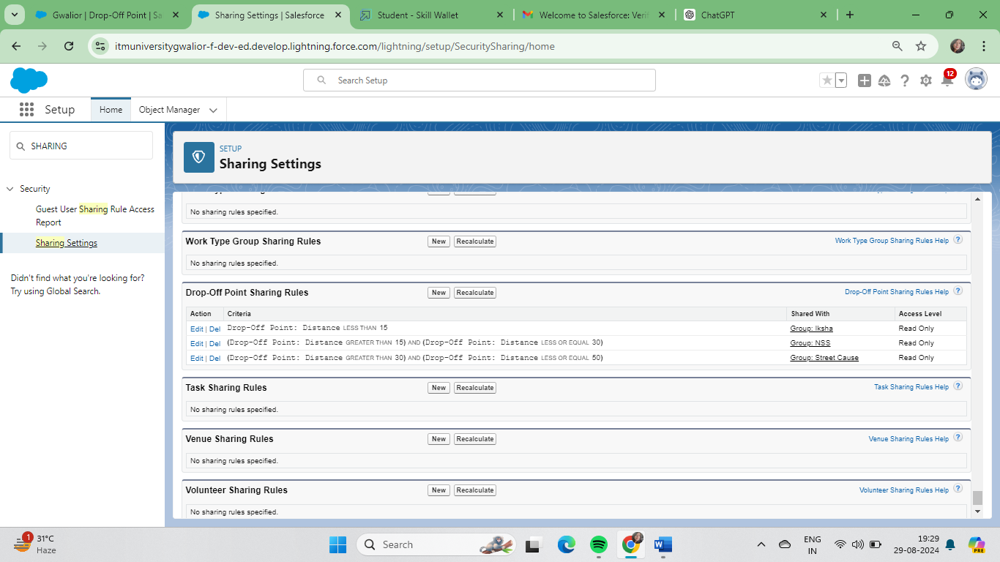 Gwalior | Drop-Off Point | Sa
Sharing Settings | Salesforce
Student - Skill Wallet
Welcome to Salesforce: Verif
ChatGPT
itmuniversitygwalior-f-dev-ed.develop.lightning.force.com/lightning/setup/SecuritySharing/home
Search Setup
12
Setup
Home
Object Manager
SHARING
Security
Guest User Sharing Rule Access
Report
Sharing Settings
Didn't find what you're looking for?
Try using Global Search.
SETUP
Sharing Settings
No sharing rules specified.
Work Type Group Sharing Rules New Recalculate Work Type Group Sharing Rules Help ?
No sharing rules specified.
Drop-Off Point Sharing Rules New Recalculate Drop-Off Point Sharing Rules Help ?
Action Criteria Shared With Access Level
Edit | Del Drop-Off Point: Distance LESS THAN 15 Group: Iksha Read Only
Edit | Del (Drop-Off Point: Distance GREATER THAN 15) AND (Drop-Off Point: Distance LESS OR EQUAL 30) Group: NSS Read Only
Edit | Del (Drop-Off Point: Distance GREATER THAN 30) AND (Drop-Off Point: Distance LESS OR EQUAL 50) Group: Street Cause Read Only
Task Sharing Rules New Recalculate Task Sharing Rules Help ?
No sharing rules specified.
Venue Sharing Rules New Recalculate Venue Sharing Rules Help ?
No sharing rules specified.
Volunteer Sharing Rules New Recalculate Volunteer Sharing Rules Help ?
No sharing rules specified.
1
31°C
Haze
Search
W
ENG
IN
19:29
29-08-2024
PRE